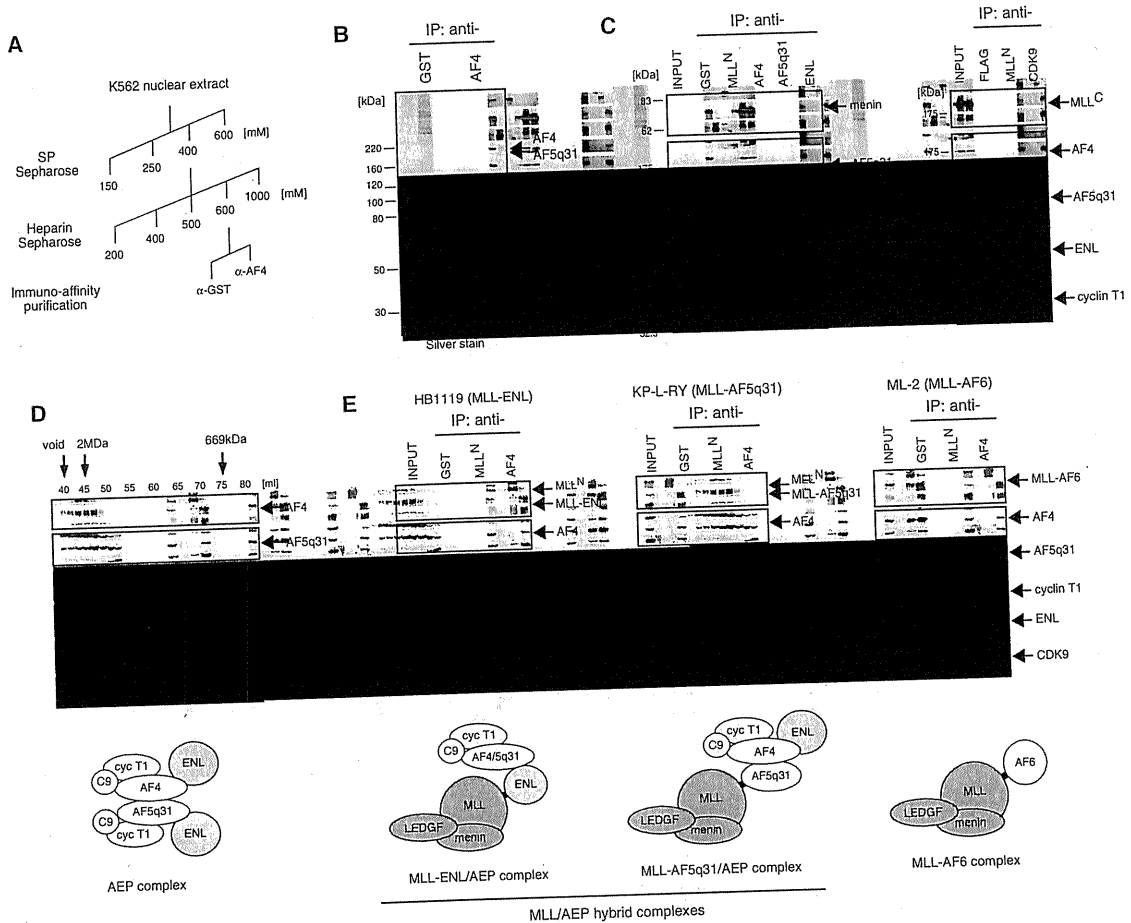 A
K562 nuclear extract
600 [mM]
400
250
150
SP
Sepharose
1000 [mM]
600
500
400
200
Heparin
Sepharose
α-AF4
α-GST
Immuno-affinity
purification
B
IP: anti-
GST
AF4
[kDa]
AF4
AF5q31
220
160
120
100
80
50
30
Silver stain
C
IP: anti-
INPUT
GST
MLLN
AF4
AF5q31
ENL
[kDa]
83
62
menin
IP: anti-
INPUT
FLAG
MLLN
CDK9
[kDa]
175
175
MLLC
AF4
AF5q31
ENL
cyclin T1
D
void
2MDa
669kDa
40 45 50 55 60 65 70 75 80 [ml]
AF4
AF5q31
E
HB1119 (MLL-ENL)
IP: anti-
INPUT
GST
MLLN
AF4
MLLN
MLL-ENL
AF4
KP-L-RY (MLL-AF5q31)
IP: anti-
INPUT
GST
MLLN
AF4
MLLN
MLL-AF5q31
AF4
ML-2 (MLL-AF6)
IP: anti-
INPUT
GST
MLLN
AF4
MLL-AF6
AF4
AF5q31
cyclin T1
ENL
CDK9
cyc T1
C9
AF4
ENL
AF5q31
C9
cyc T1
ENL
AEP complex
cyc T1
C9
AF4/5q31
ENL
MLL
LEDGF
menin
MLL-ENL/AEP complex
cyc T1
ENL
C9
AF4
AF5q31
MLL
LEDGF
menin
MLL-AF5q31/AEP complex
MLL/AEP hybrid complexes
AF6
MLL
LEDGF
menin
MLL-AF6 complex